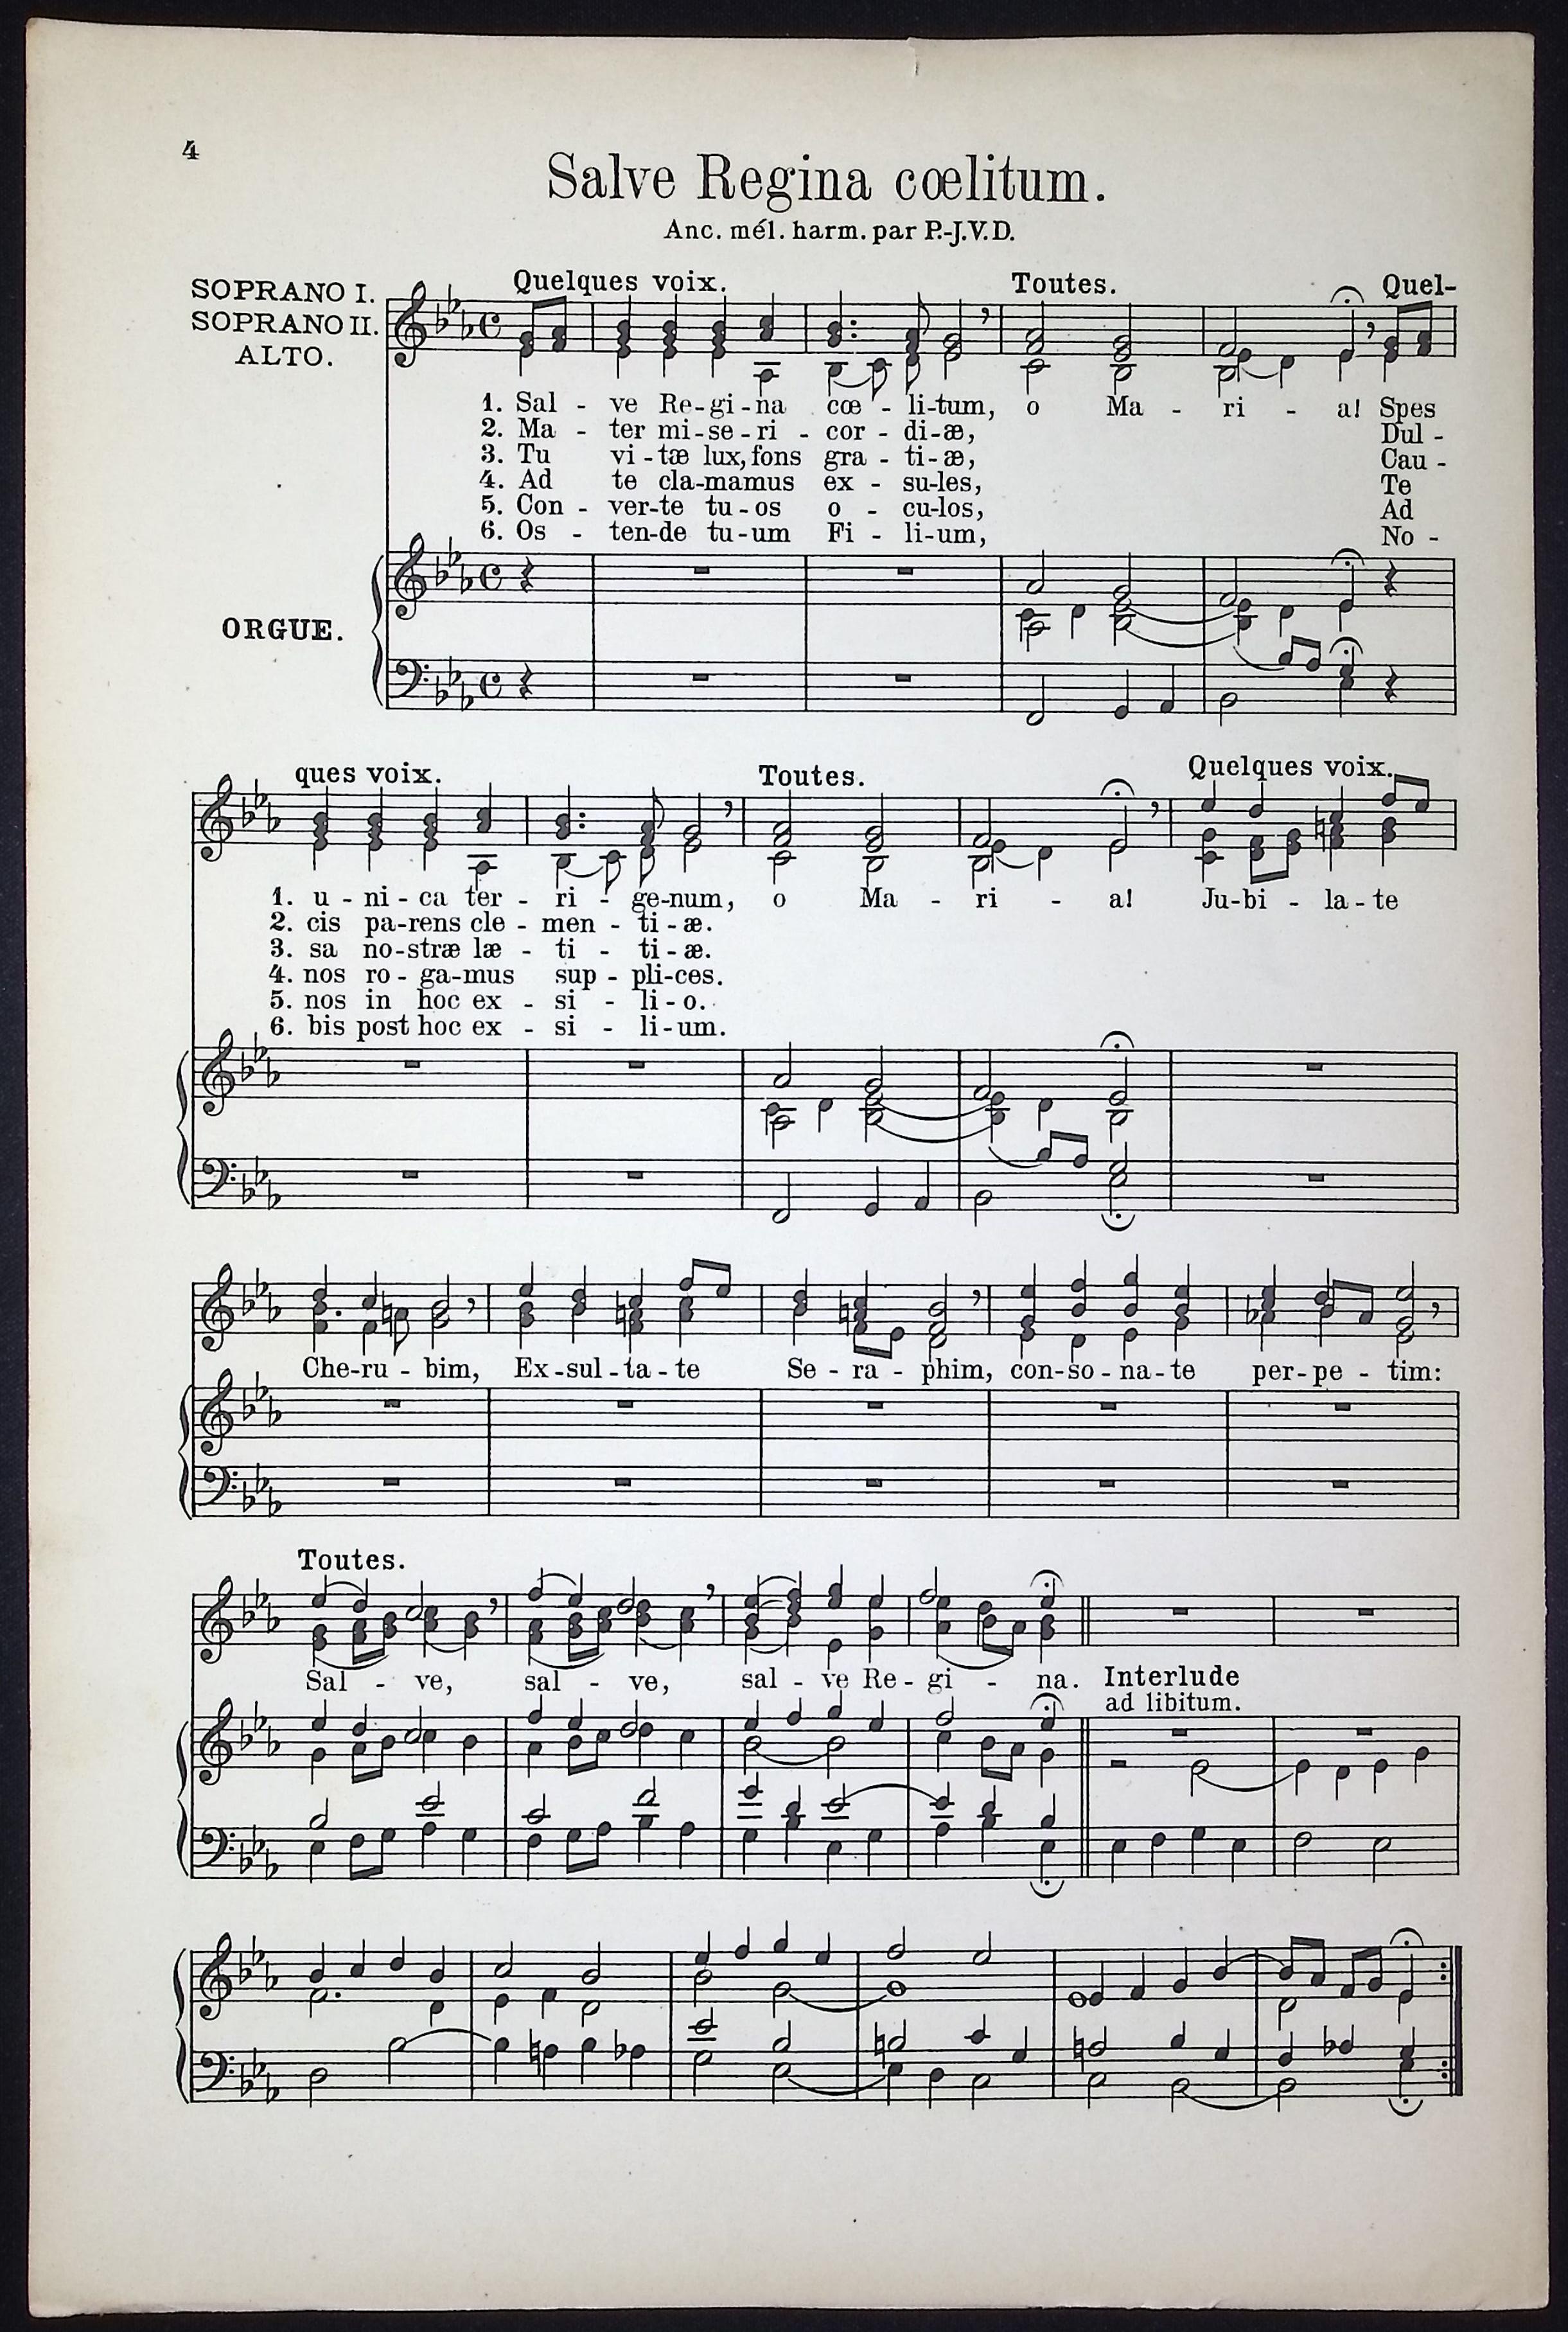 4
Salve Regina cœlitum.
Anc. mél. harm. par P.-J.V.D.
Quelques voix. Toutes. Quel-
SOPRANO I.
SOPRANO II.
ALTO.
1. Sal - ve Re-gi-na cœ - li-tum, o Ma - ri - a! Spes
2. Ma - ter mi-se-ri - cor - di-æ, Dul -
3. Tu vi-tæ lux, fons gra - ti-æ, Cau -
4. Ad te cla-mamus ex - su-les, Te
5. Con - ver-te tu-os o - cu-los, Ad
6. Os - ten-de tu-um Fi - li-um, No -
ORGUE.
ques voix. Toutes. Quelques voix.
1. u - ni - ca ter - ri - ge-num, o Ma - ri - a! Ju-bi - la-te
2. cis pa-rens cle - men - ti-æ.
3. sa no-stræ læ - ti - ti-æ.
4. nos ro-ga-mus sup - pli-ces.
5. nos in hoc ex - si - li-o.
6. bis post hoc ex - si - li-um.
Che-ru - bim, Ex-sul-ta-te Se - ra - phim, con-so-na-te per-pe - tim:
Toutes.
Sal - ve, sal - ve, sal - ve Re-gi - na. Interlude
ad libitum.